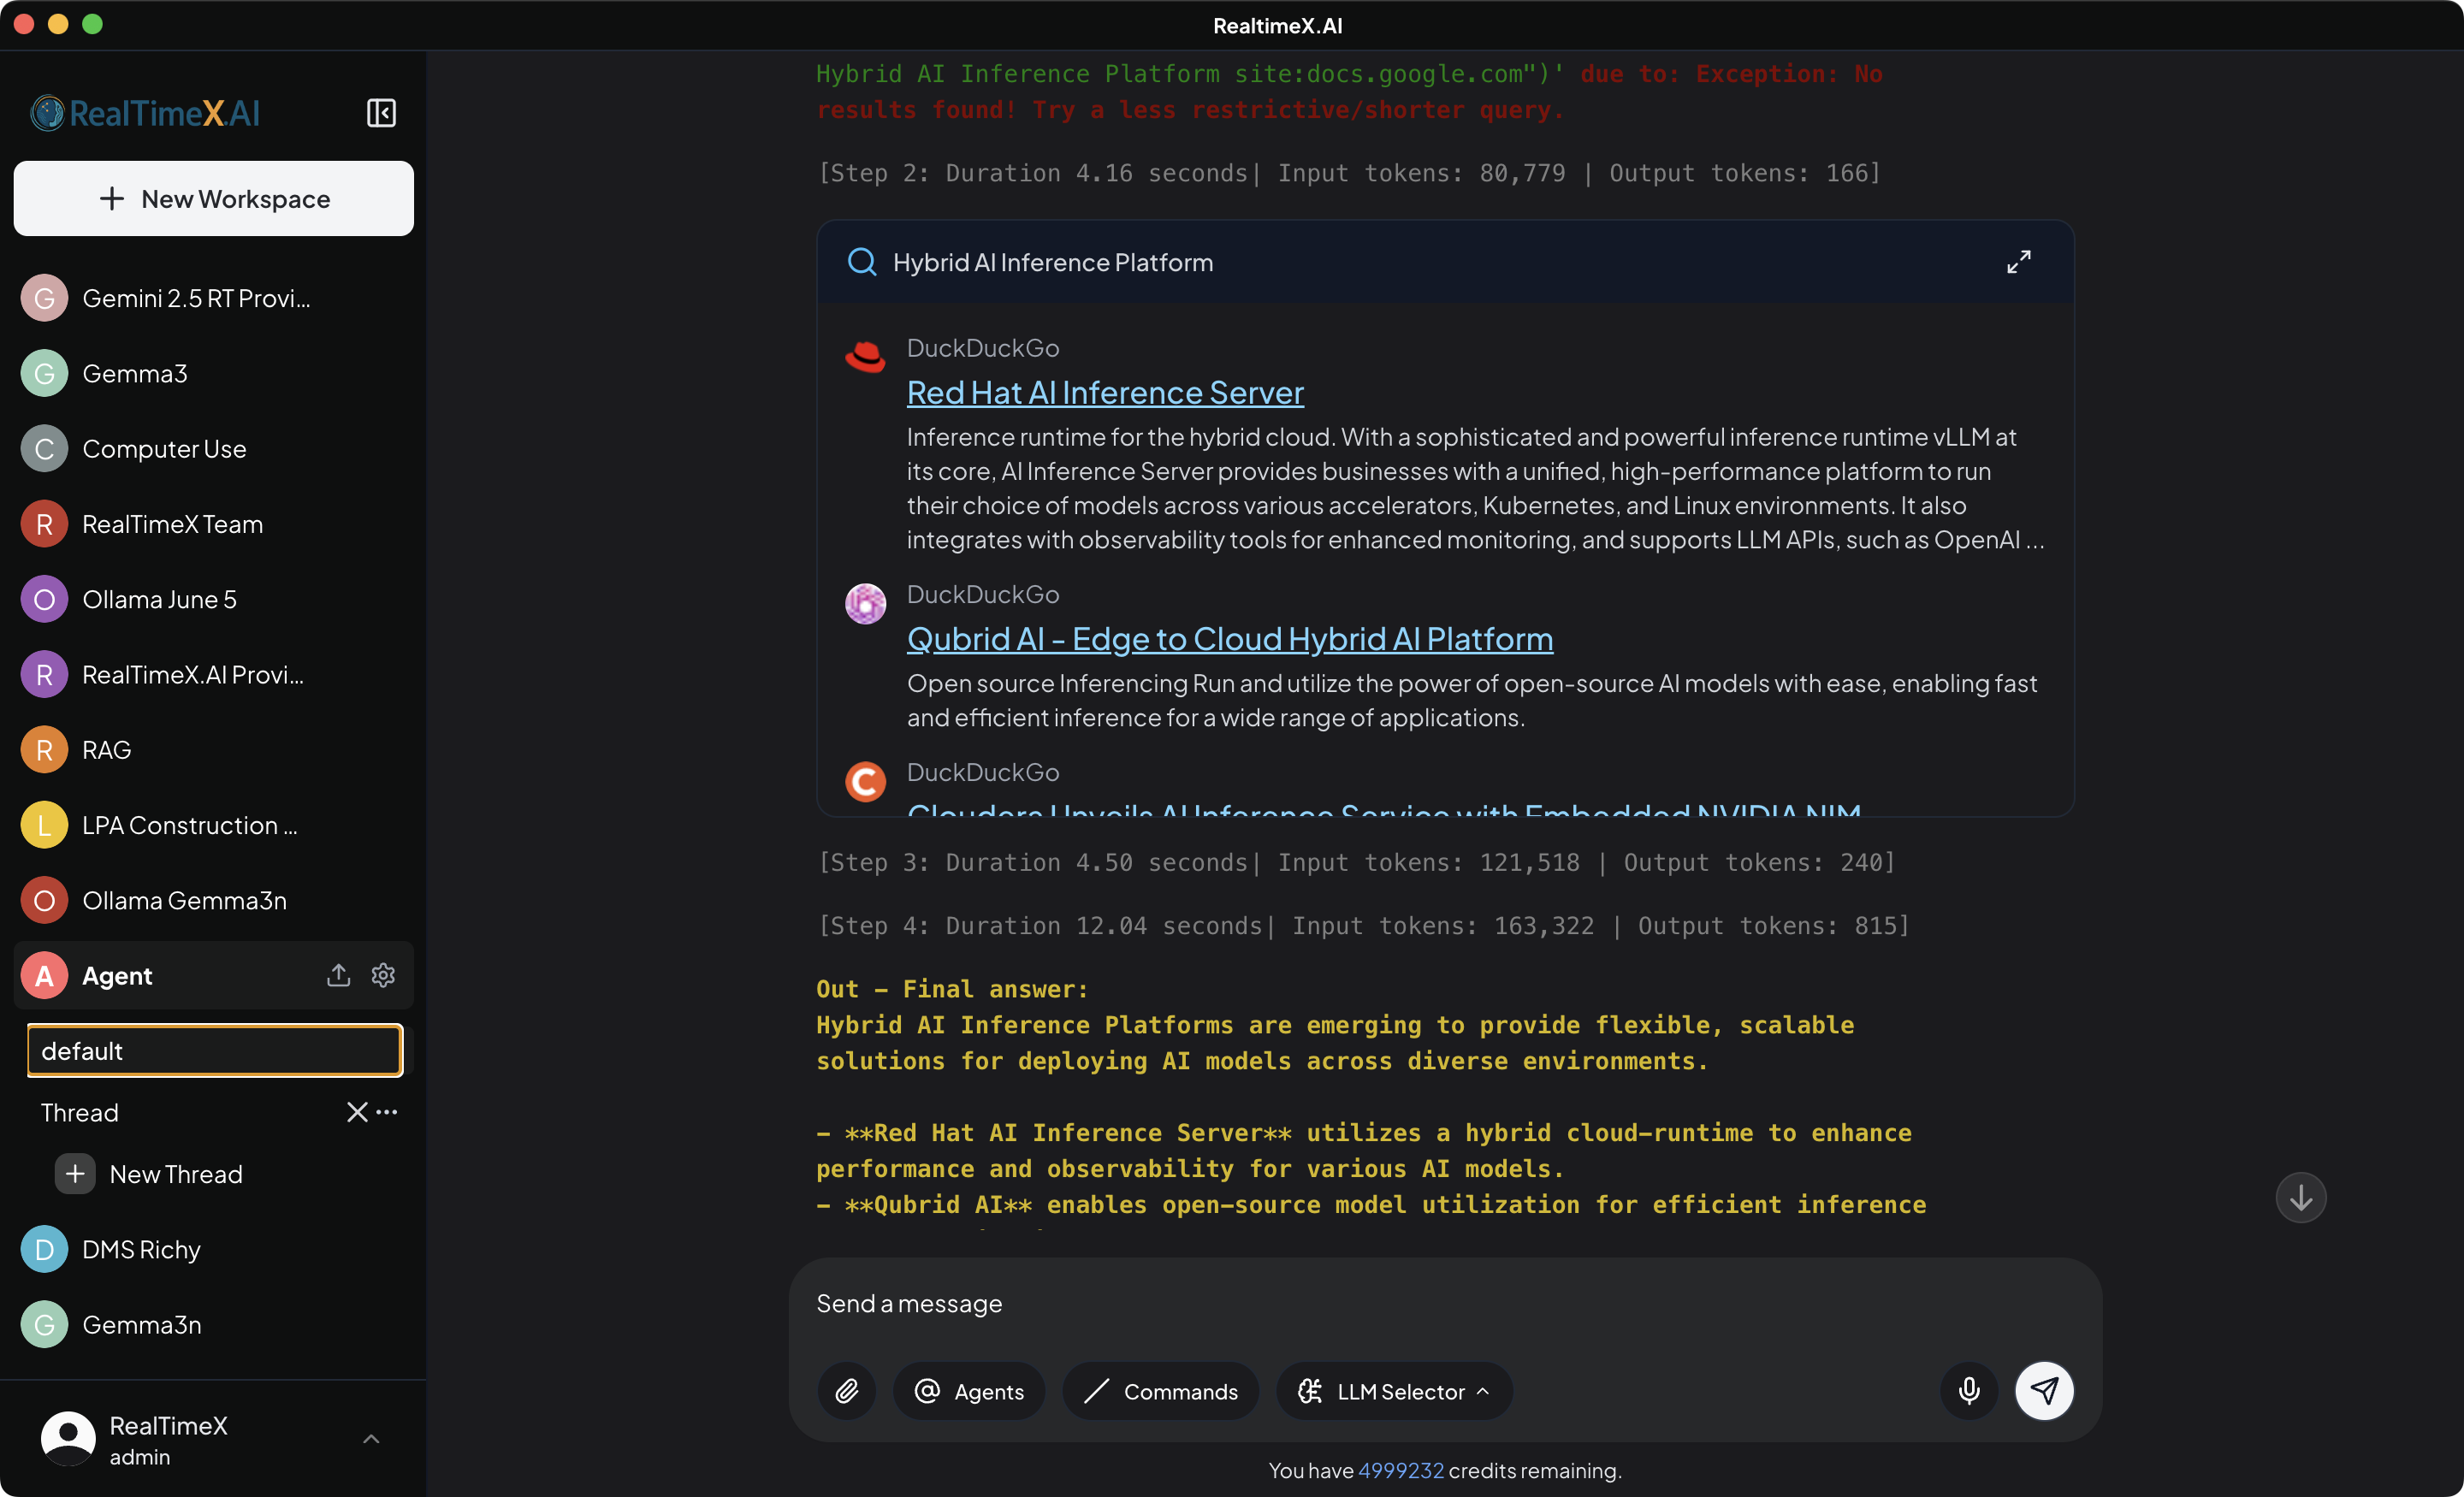 RealtimeX.AI
RealTimeX.AI
New Workspace
G Gemini 2.5 RT Provi...
G Gemma3
C Computer Use
R RealTimeX Team
O Ollama June 5
R RealTimeX.AI Provi...
R RAG
L LPA Construction ...
O Ollama Gemma3n
A Agent
default
Thread
New Thread
D DMS Richy
G Gemma3n
RealTimeX
admin
Hybrid AI Inference Platform site:docs.google.com")' due to: Exception: No
results found! Try a less restrictive/shorter query.
[Step 2: Duration 4.16 seconds| Input tokens: 80,779 | Output tokens: 166]
Hybrid AI Inference Platform
DuckDuckGo
Red Hat AI Inference Server
Inference runtime for the hybrid cloud. With a sophisticated and powerful inference runtime vLLM at
its core, AI Inference Server provides businesses with a unified, high-performance platform to run
their choice of models across various accelerators, Kubernetes, and Linux environments. It also
integrates with observability tools for enhanced monitoring, and supports LLM APIs, such as OpenAI ...
DuckDuckGo
Qubrid AI - Edge to Cloud Hybrid AI Platform
Open source Inferencing Run and utilize the power of open-source AI models with ease, enabling fast
and efficient inference for a wide range of applications.
C DuckDuckGo
Cloudera Unveils AI Inference Service with Embedded NVIDIA NIM
[Step 3: Duration 4.50 seconds| Input tokens: 121,518 | Output tokens: 240]
[Step 4: Duration 12.04 seconds| Input tokens: 163,322 | Output tokens: 815]
Out - Final answer:
Hybrid AI Inference Platforms are emerging to provide flexible, scalable
solutions for deploying AI models across diverse environments.
- **Red Hat AI Inference Server** utilizes a hybrid cloud-runtime to enhance
performance and observability for various AI models.
- **Qubrid AI** enables open-source model utilization for efficient inference
Send a message
Agents
Commands
LLM Selector
You have 4999232 credits remaining.